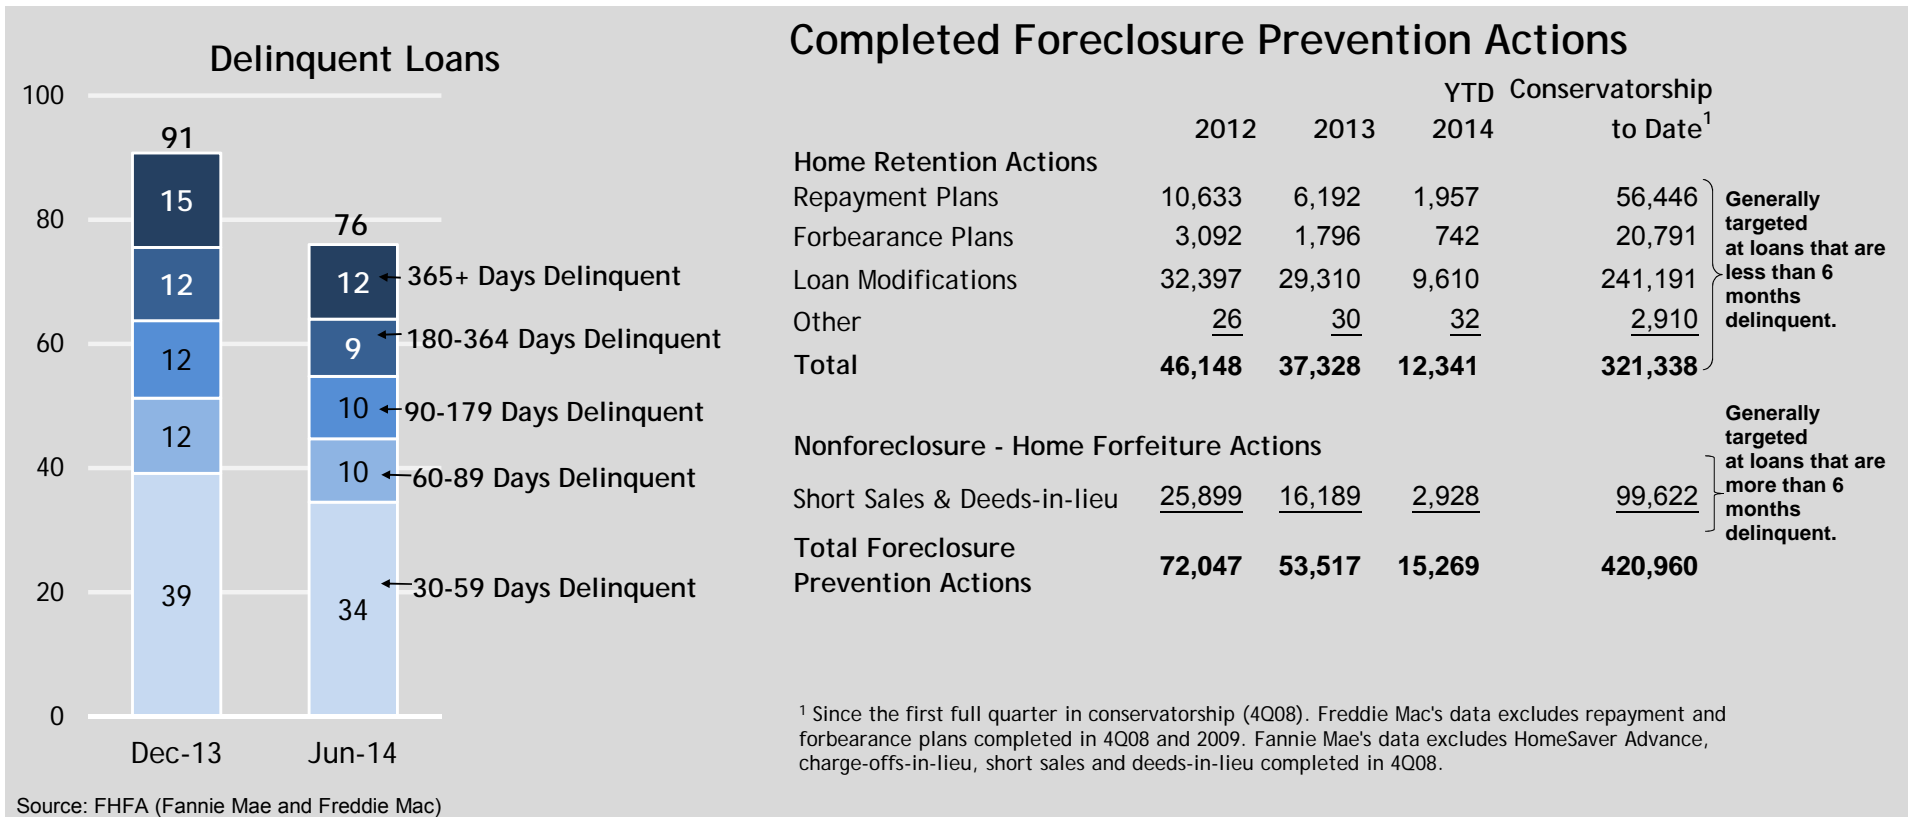 Delinquent Loans
100
80
60
40
20
0
91
15
12
12
12
39
76
12
9
10
10
34
365+ Days Delinquent
180-364 Days Delinquent
90-179 Days Delinquent
60-89 Days Delinquent
30-59 Days Delinquent
Dec-13 Jun-14
Source: FHFA (Fannie Mae and Freddie Mac)
Completed Foreclosure Prevention Actions
YTD Conservatorship
2012 2013 2014 to Date¹
Home Retention Actions
Repayment Plans 10,633 6,192 1,957 56,446
Forbearance Plans 3,092 1,796 742 20,791
Loan Modifications 32,397 29,310 9,610 241,191
Other 26 30 32 2,910
Total 46,148 37,328 12,341 321,338
Generally
targeted
at loans that are
less than 6
months
delinquent.
Nonforeclosure - Home Forfeiture Actions
Short Sales & Deeds-in-lieu 25,899 16,189 2,928 99,622
Generally
targeted
at loans that are
more than 6
months
delinquent.
Total Foreclosure
Prevention Actions 72,047 53,517 15,269 420,960
¹ Since the first full quarter in conservatorship (4Q08). Freddie Mac's data excludes repayment and
forbearance plans completed in 4Q08 and 2009. Fannie Mae's data excludes HomeSaver Advance,
charge-offs-in-lieu, short sales and deeds-in-lieu completed in 4Q08.